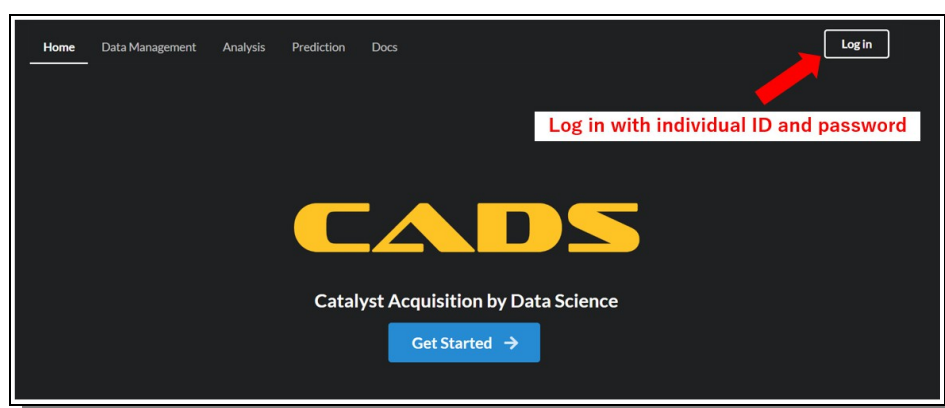 Home Data Management Analysis Prediction Docs Log in
Log in with individual ID and password
CADS
Catalyst Acquisition by Data Science
Get Started →